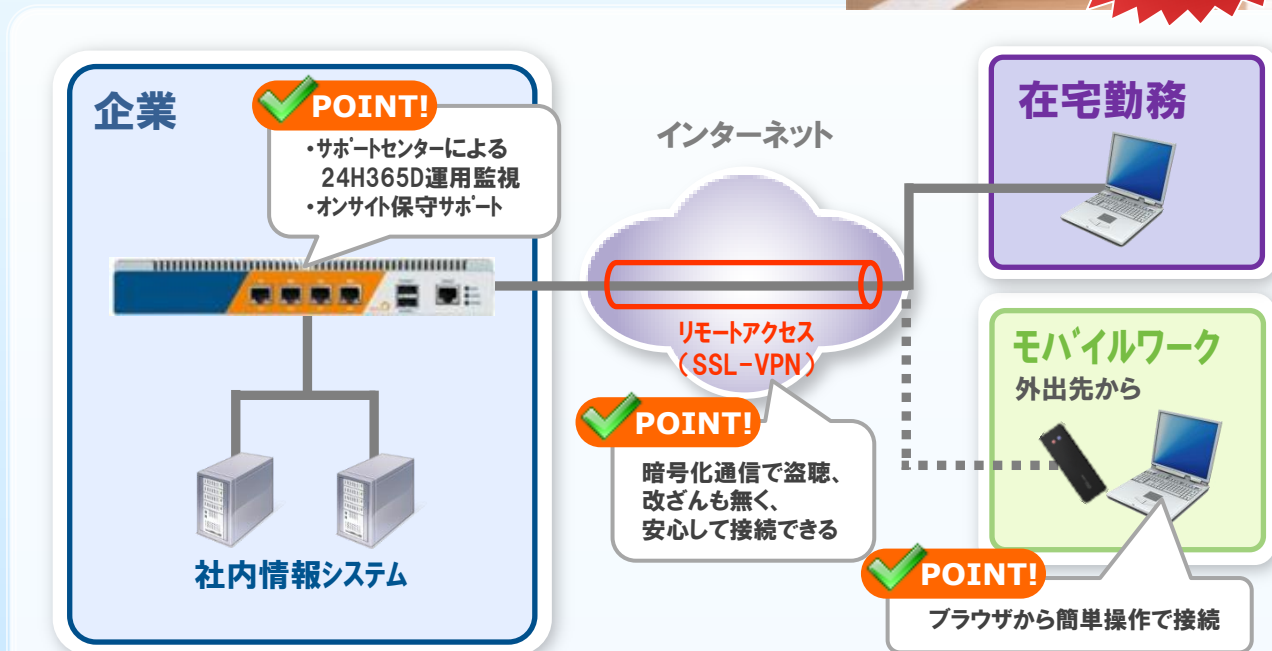 企業
POINT!
・サポートセンターによる
24H365D運用監視
・オンサイト保守サポート
社内情報システム
インターネット
リモートアクセス
(SSL-VPN)
POINT!
暗号化通信で盗聴、
改ざんも無く、
安心して接続できる
在宅勤務
モバイルワーク
外出先から
POINT!
ブラウザから簡単操作で接続